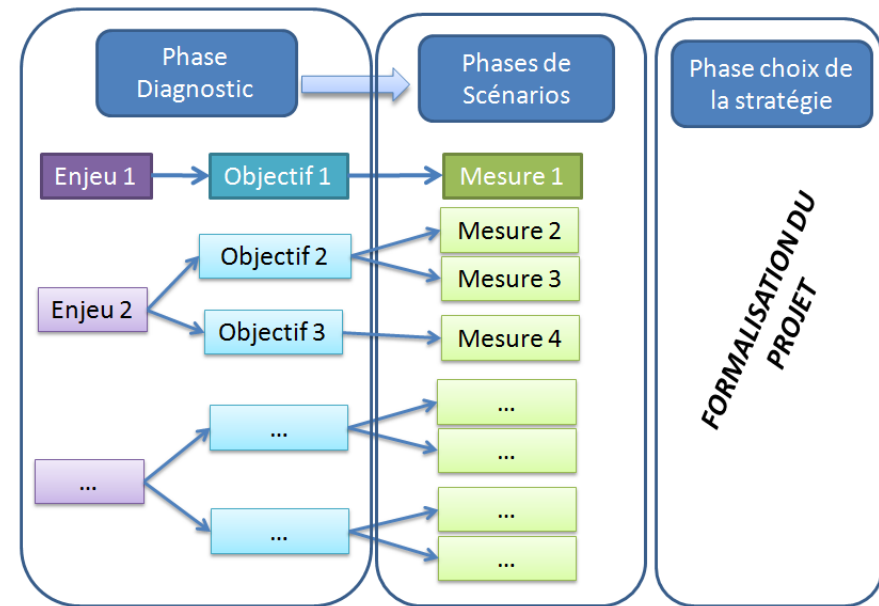 Phase
Diagnostic
Phases de
Scénarios
Phase choix de
la stratégie
Enjeu 1
Objectif 1
Mesure 1
Enjeu 2
Objectif 2
Mesure 2
Mesure 3
Objectif 3
Mesure 4
FORMALISATION DU
PROJET
...
...
...
...
...
...
...